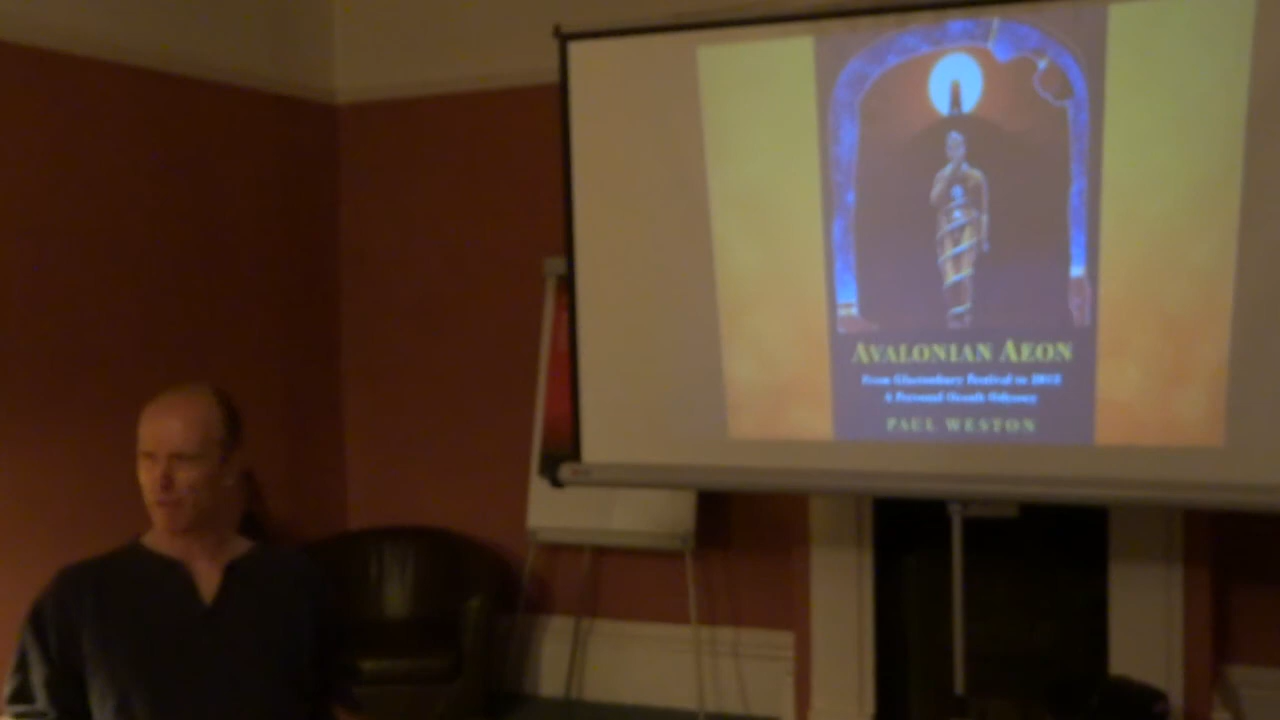 AVALONIAN AEON
From Glastonbury Festival to 2012
A Personal Occult Odyssey
PAUL WESTON